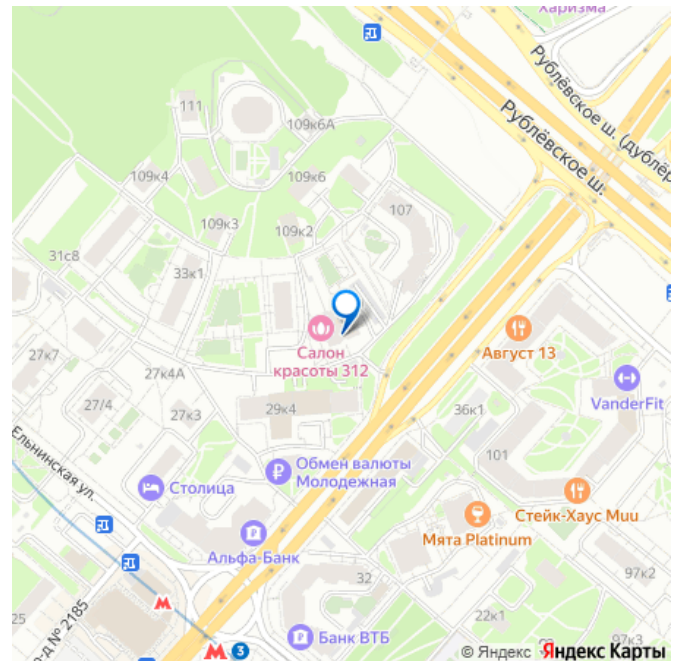 Харизма
Рублёвское ш. (дублёр
Рублёвское ш.
111
109к6А
109к4
109к6
107
109к3
109к2
31с8
33к1
Салон
красоты 312
Август 13
27к7
27к4А
VanderFit
27/4
27к3
29к4
36к1
101
Ельнинская ул.
Столица
Обмен валюты
Молодежная
Стейк-Хаус Muu
Мята Platinum
Альфа-Банк
97к2
32
25
р-д № 2185
22к1
Банк ВТБ
М
М 3
© Яндекс Яндекс Карты